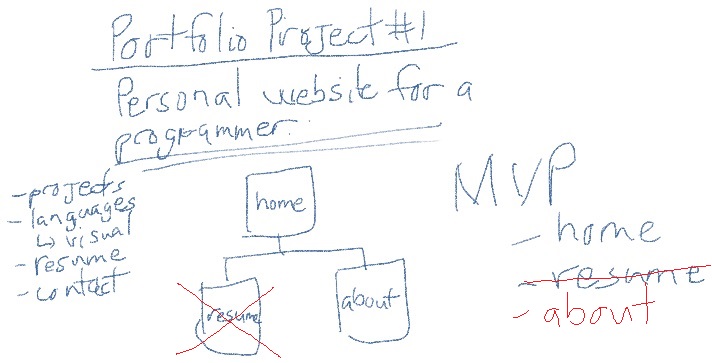 Portfolio Project #1
Personal website for a
programmer.
- projects
- languages
↳ visual
- resume
- contact
home
resume
about
MVP
- home
- resume
- about